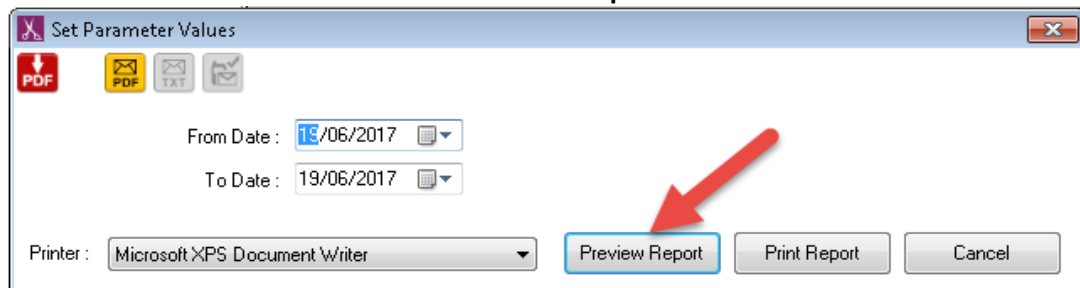 Set Parameter Values
PDF PDF TXT
From Date : 19/06/2017
To Date : 19/06/2017
Printer : Microsoft XPS Document Writer Preview Report Print Report Cancel